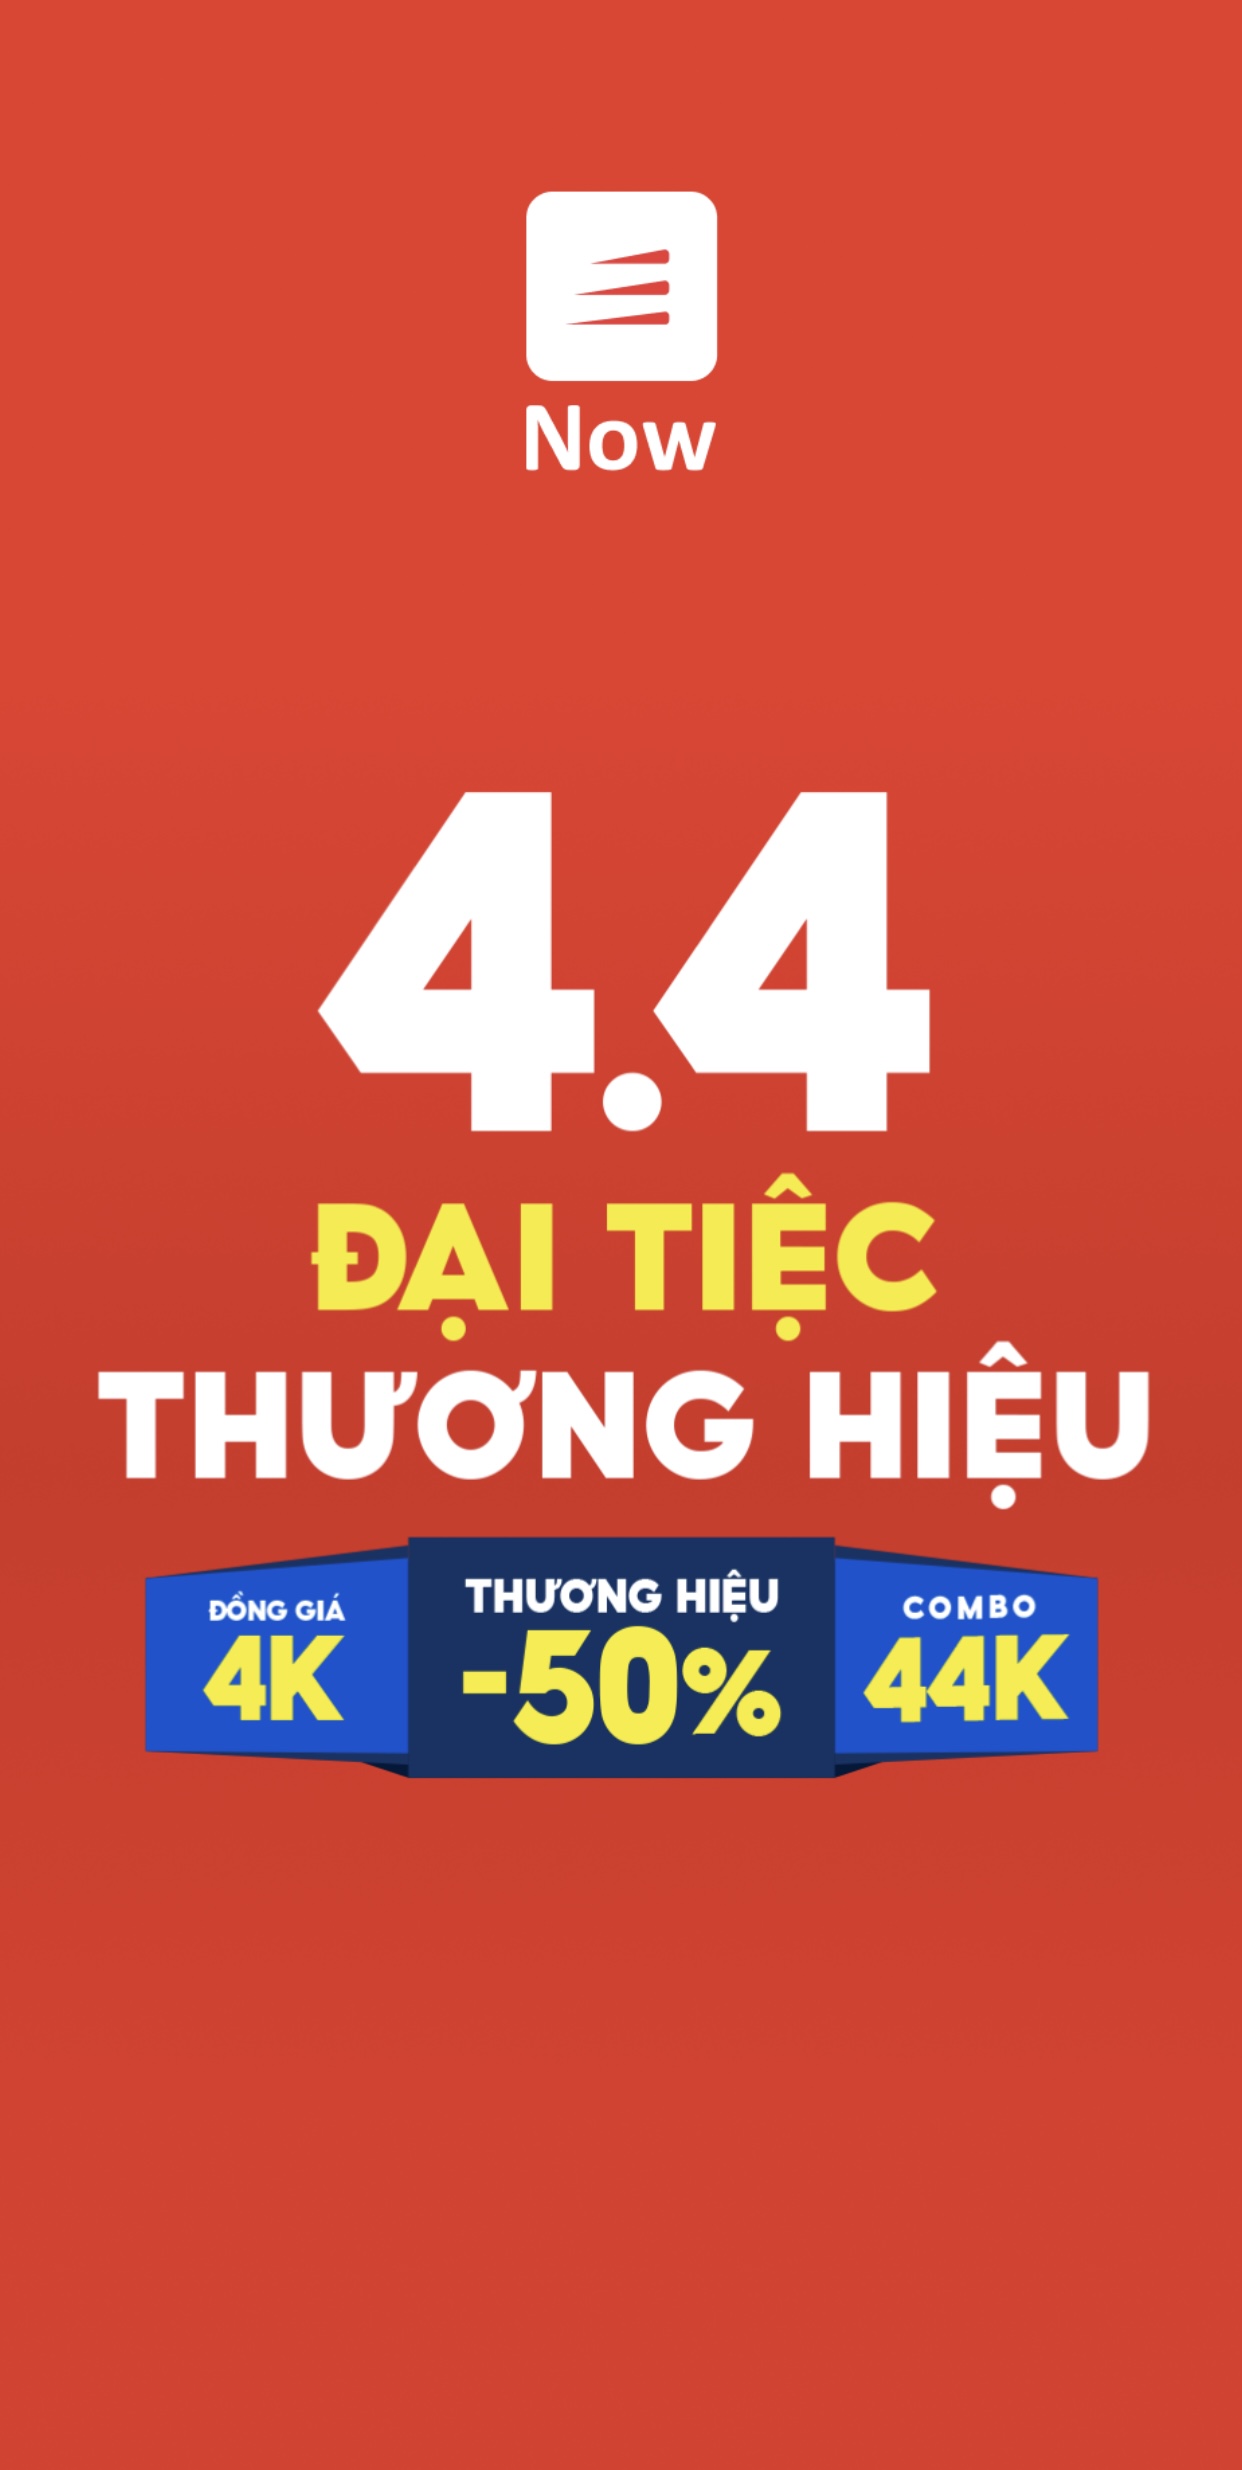 Now
4.4
ĐẠI TIỆC
THƯƠNG HIỆU
ĐỒNG GIÁ
4K
THƯƠNG HIỆU
-50%
COMBO
44K